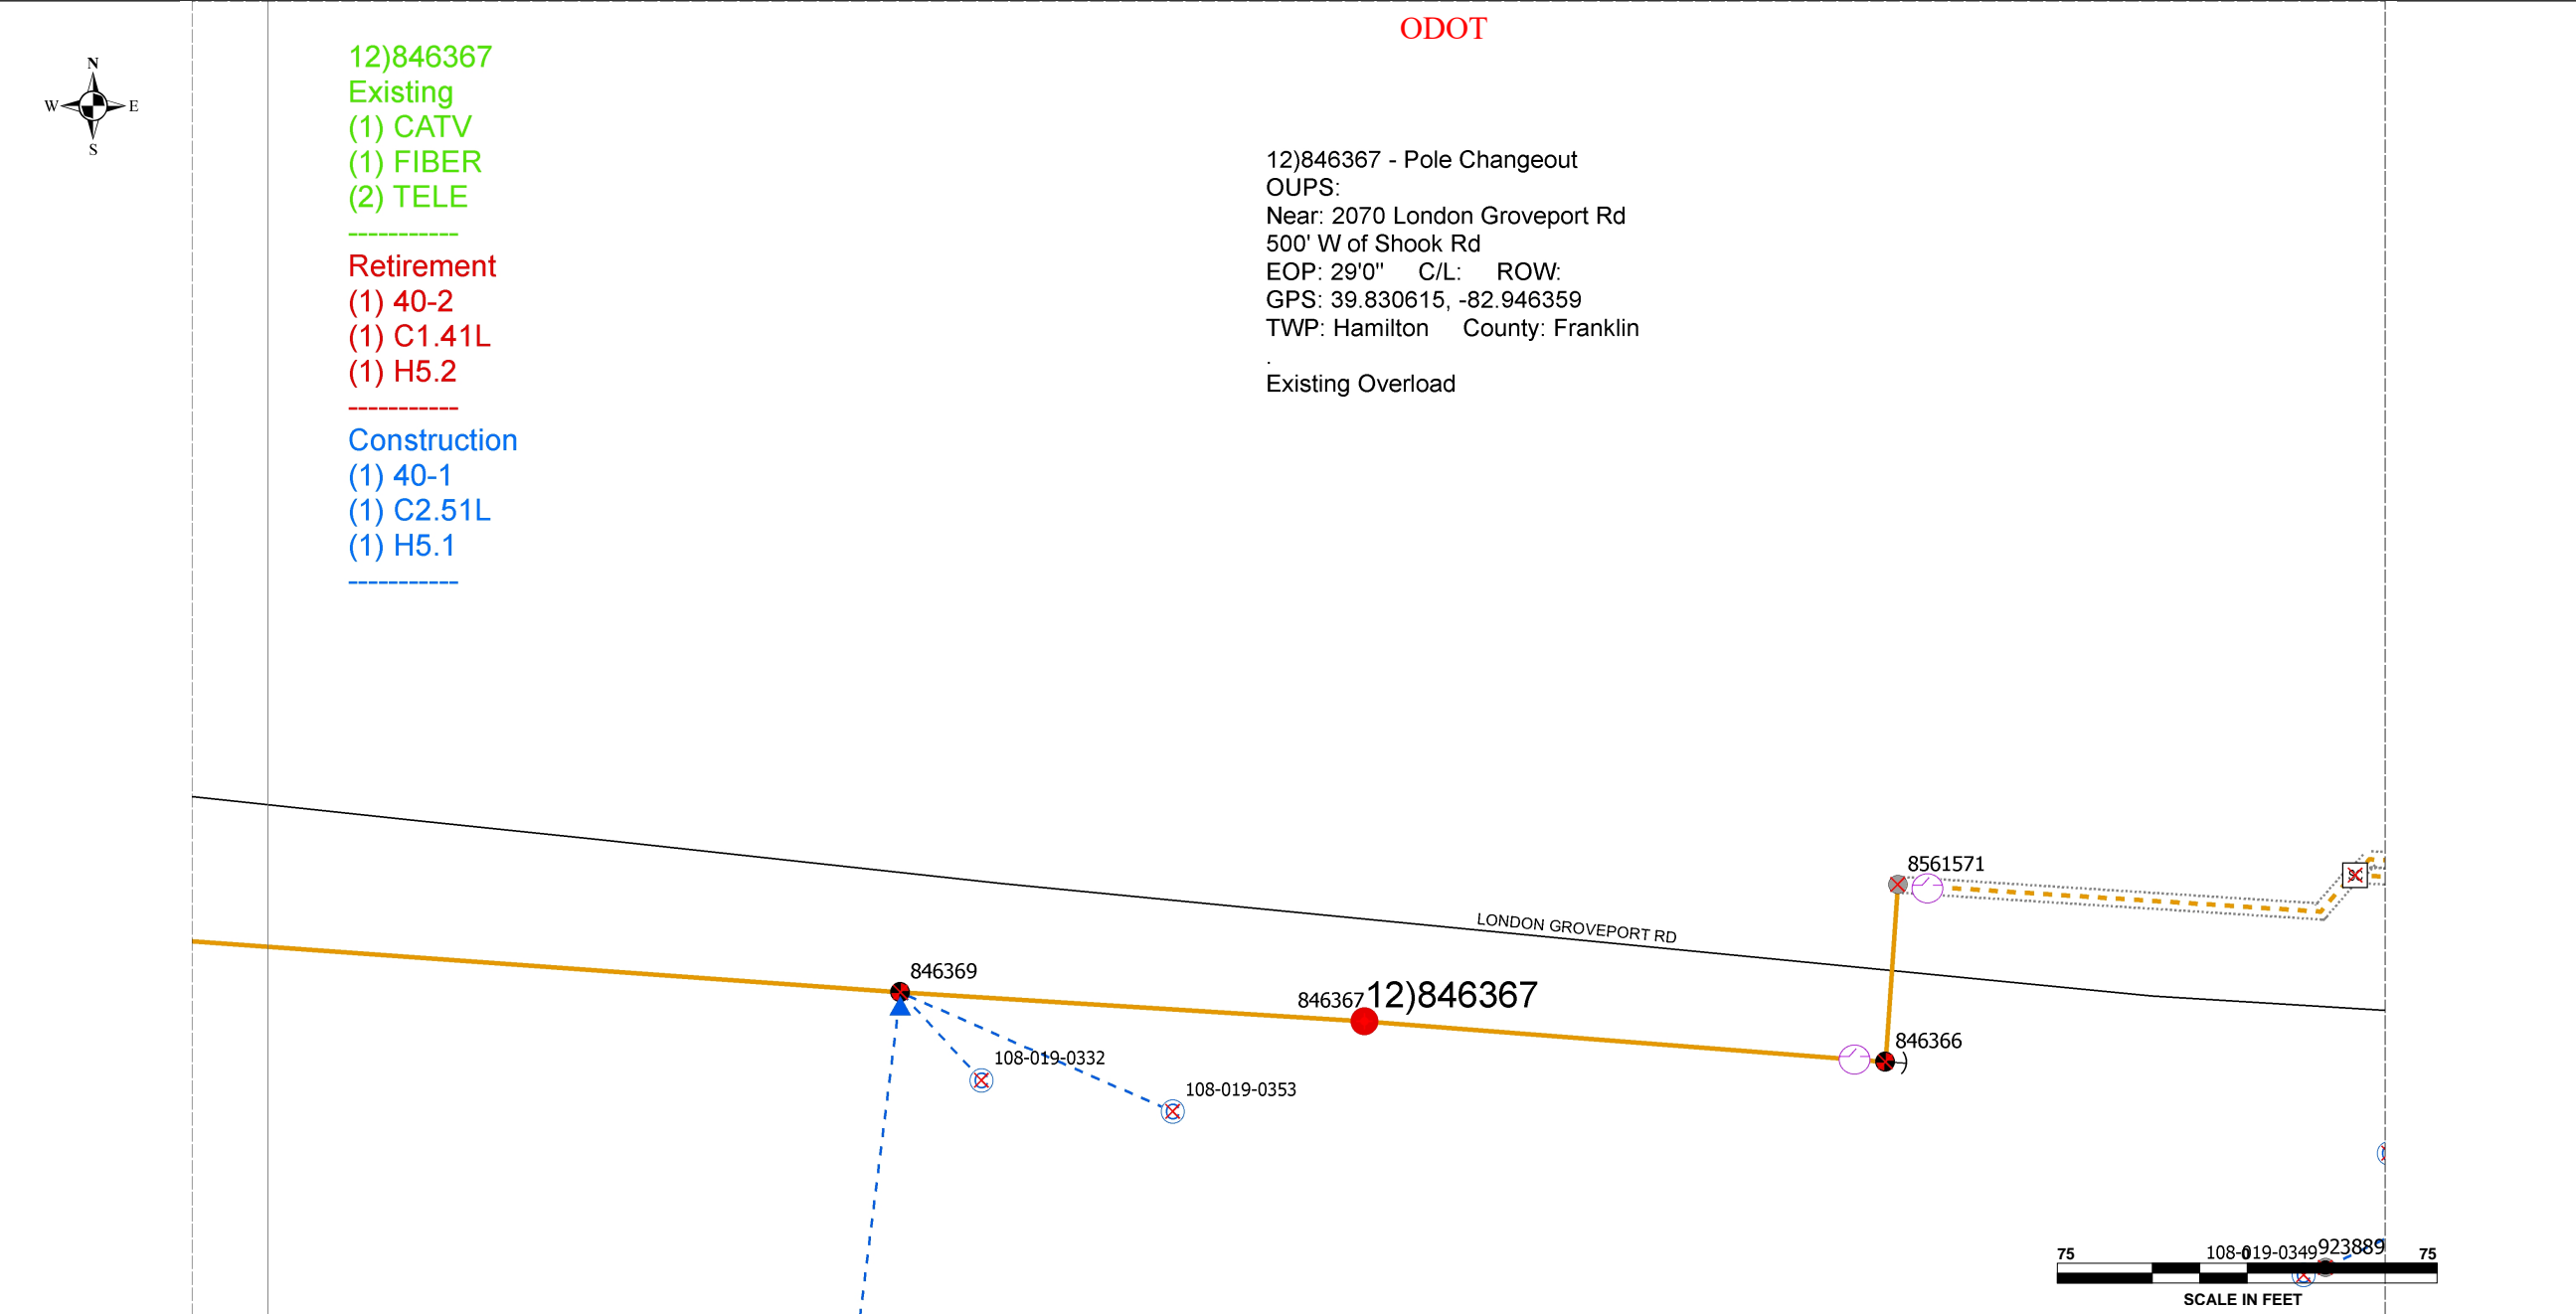 ODOT
N
W E
S
12)846367
Existing
(1) CATV
(1) FIBER
(2) TELE
-----------
Retirement
(1) 40-2
(1) C1.41L
(1) H5.2
-----------
Construction
(1) 40-1
(1) C2.51L
(1) H5.1
-----------
12)846367 - Pole Changeout
OUPS:
Near: 2070 London Groveport Rd
500' W of Shook Rd
EOP: 29'0" C/L: ROW:
GPS: 39.830615, -82.946359
TWP: Hamilton County: Franklin
.
Existing Overload
8561571
LONDON GROVEPORT RD
846369
846367
12)846367
846366
108-019-0332
108-019-0353
108-019-0349
923889
75 0 75
SCALE IN FEET